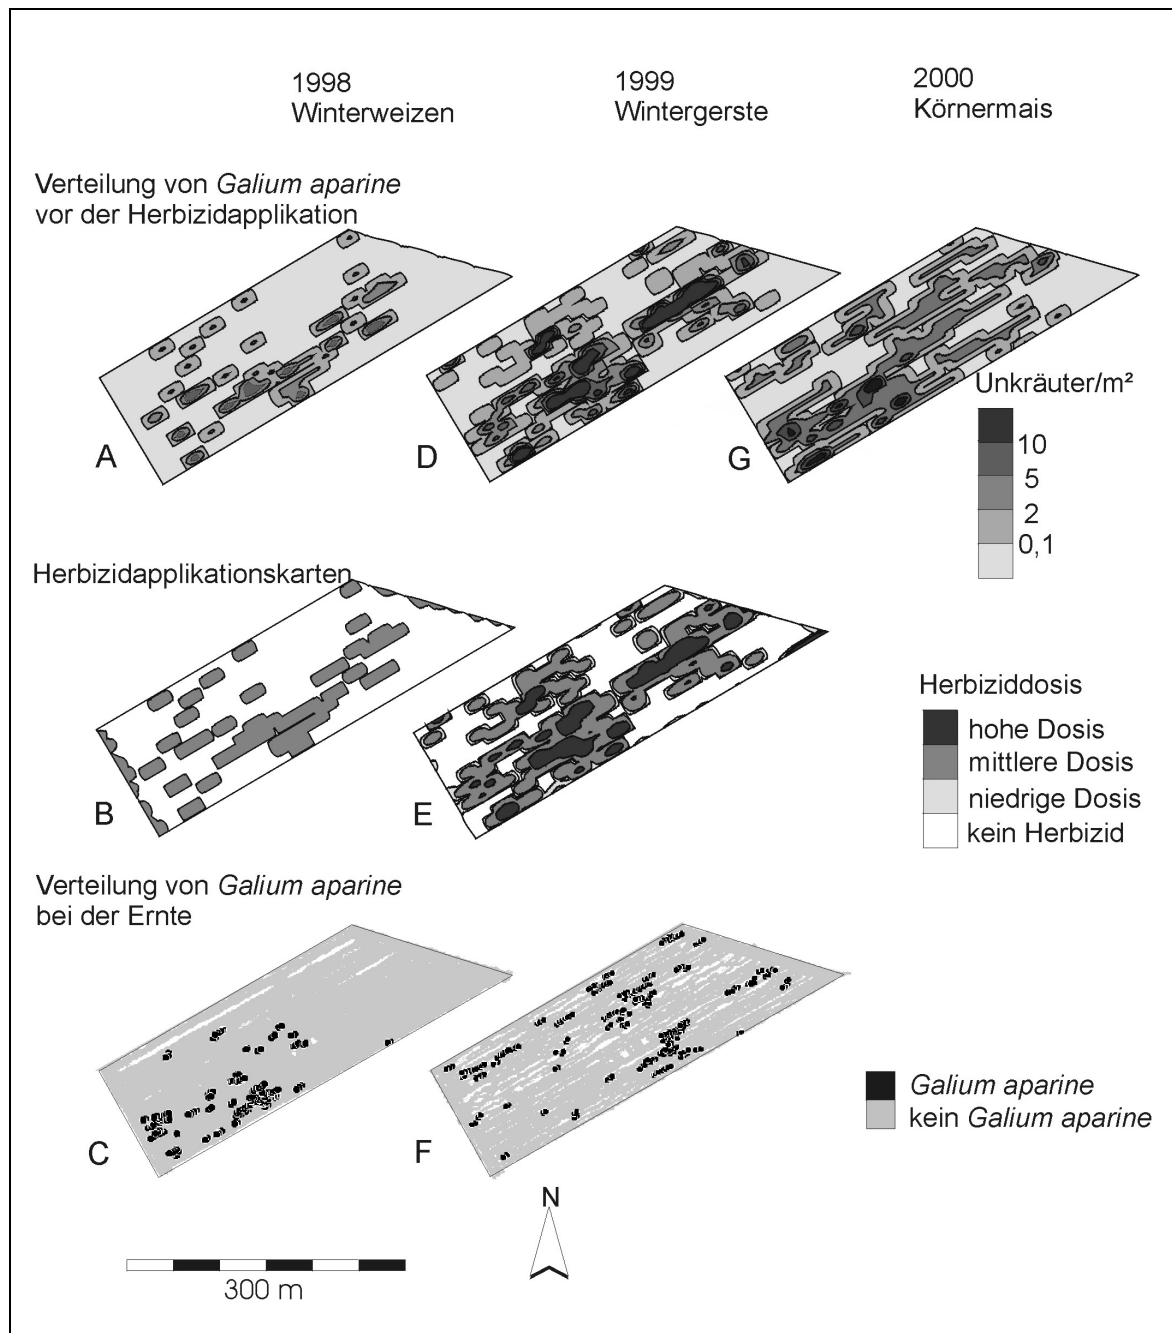 1998
Winterweizen
1999
Wintergerste
2000
Körnermais
Verteilung von Galium aparine
vor der Herbizidapplikation
A
D
G
Unkräuter/m²
10
5
2
0,1
Herbizidapplikationskarten
B
E
Herbiziddosis
hohe Dosis
mittlere Dosis
niedrige Dosis
kein Herbizid
Verteilung von Galium aparine
bei der Ernte
C
F
Galium aparine
kein Galium aparine
N
300 m